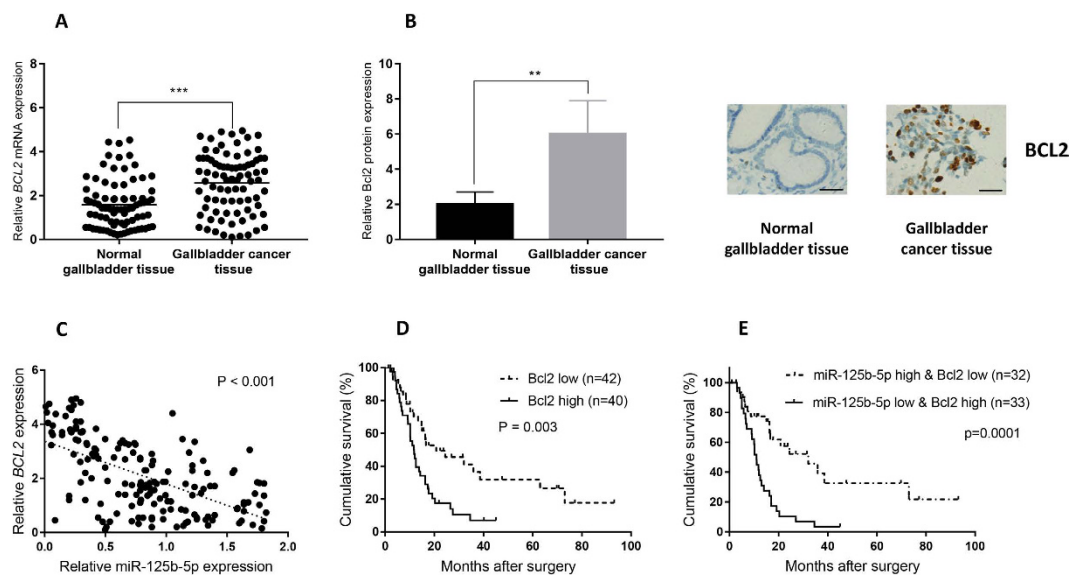 A
Relative BCL2 mRNA expression
8
6
4
2
0
***
Normal
gallbladder tissue
Gallbladder cancer
tissue
B
Relative Bcl2 protein expression
10
8
6
4
2
0
**
Normal
gallbladder tissue
Gallbladder cancer
tissue
Normal
gallbladder tissue
Gallbladder
cancer tissue
BCL2
C
Relative BCL2 expression
6
4
2
0
P < 0.001
0.0 0.5 1.0 1.5 2.0
Relative miR-125b-5p expression
D
Cumulative survival (%)
100
80
60
40
20
0
Bcl2 low (n=42)
Bcl2 high (n=40)
P = 0.003
0 20 40 60 80 100
Months after surgery
E
Cumulative survival (%)
100
80
60
40
20
0
miR-125b-5p high & Bcl2 low (n=32)
miR-125b-5p low & Bcl2 high (n=33)
p=0.0001
0 20 40 60 80 100
Months after surgery